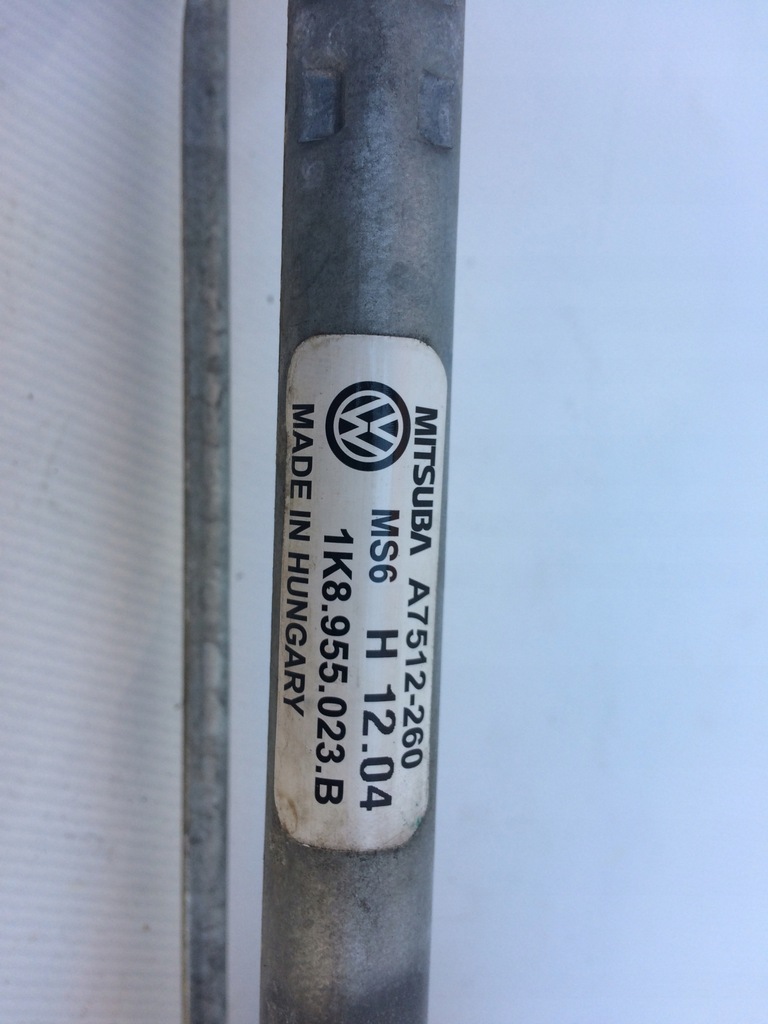 MITSUBA A7512-260
MS6 H 12.04
1K8.955.023.B
MADE IN HUNGARY